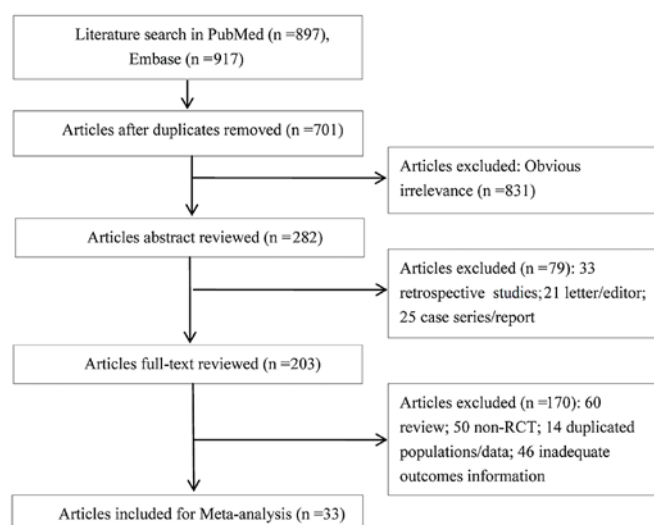 Literature search in PubMed (n =897),
Embase (n =917)
Articles after duplicates removed (n =701)
Articles excluded: Obvious
irrelevance (n =831)
Articles abstract reviewed (n =282)
Articles excluded (n =79): 33
retrospective studies;21 letter/editor;
25 case series/report
Articles full-text reviewed (n =203)
Articles excluded (n =170): 60
review; 50 non-RCT; 14 duplicated
populations/data; 46 inadequate
outcomes information
Articles included for Meta-analysis (n =33)